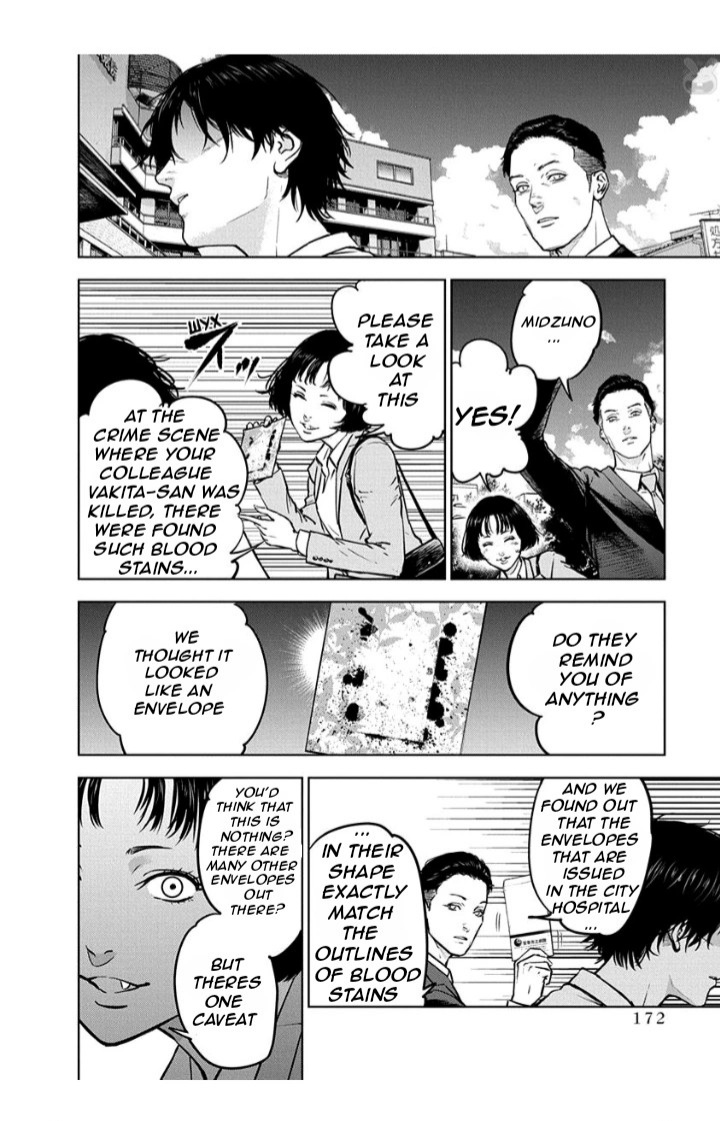 処方
MIDZUNO
...
YES!
PLEASE
TAKE A
LOOK
AT
THIS
ШУХ
スッ
AT THE
CRIME SCENE
WHERE YOUR
COLLEAGUE
VAKITA-SAN WAS
KILLED, THERE
WERE FOUND
SUCH BLOOD
STAINS...
DO THEY
REMIND
YOU OF
ANYTHING
?
WE
THOUGHT IT
LOOKED
LIKE AN
ENVELOPE
AND WE
FOUND OUT
THAT THE
ENVELOPES
THAT ARE
ISSUED
IN THE CITY
HOSPITAL
...
...
IN THEIR
SHAPE
EXACTLY
MATCH
THE
OUTLINES
OF BLOOD
STAINS
YOU'D
THINK THAT
THIS IS
NOTHING?
THERE ARE
MANY OTHER
ENVELOPES
OUT
THERE?
BUT
THERES
ONE
CAVEAT
172